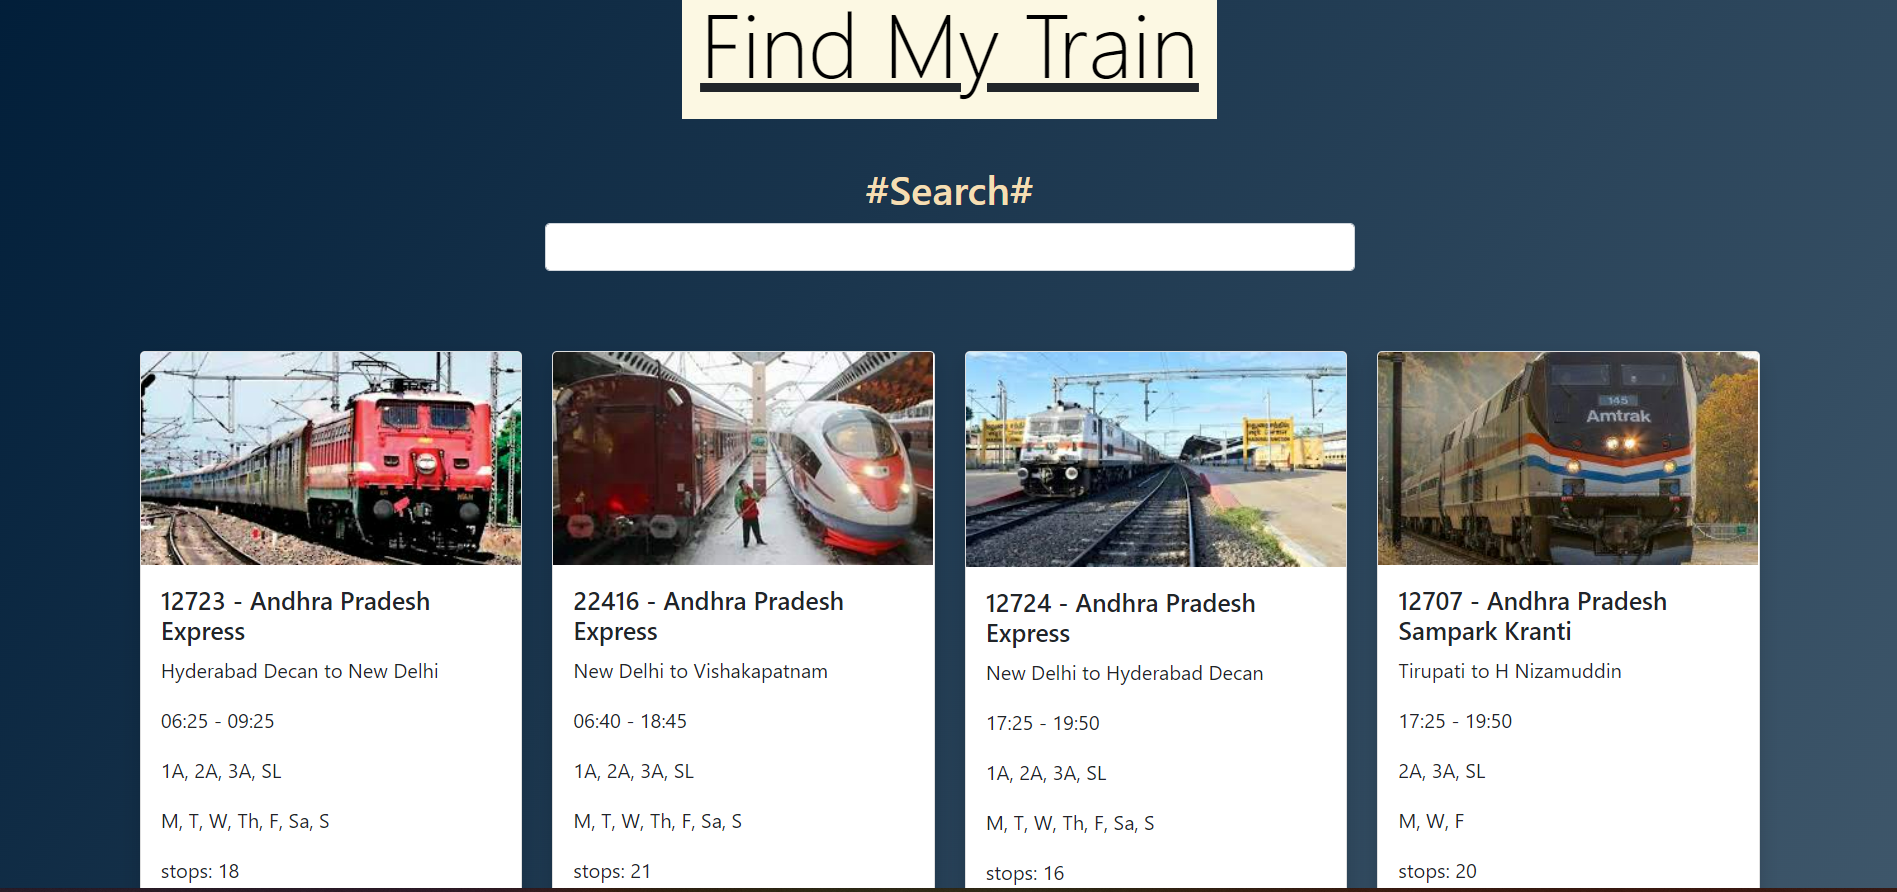 Find My Train
#Search#
145
Amtrak
12723 - Andhra Pradesh
Express
Hyderabad Decan to New Delhi
06:25 - 09:25
1A, 2A, 3A, SL
M, T, W, Th, F, Sa, S
stops: 18
22416 - Andhra Pradesh
Express
New Delhi to Vishakapatnam
06:40 - 18:45
1A, 2A, 3A, SL
M, T, W, Th, F, Sa, S
stops: 21
12724 - Andhra Pradesh
Express
New Delhi to Hyderabad Decan
17:25 - 19:50
1A, 2A, 3A, SL
M, T, W, Th, F, Sa, S
stops: 16
12707 - Andhra Pradesh
Sampark Kranti
Tirupati to H Nizamuddin
17:25 - 19:50
2A, 3A, SL
M, W, F
stops: 20